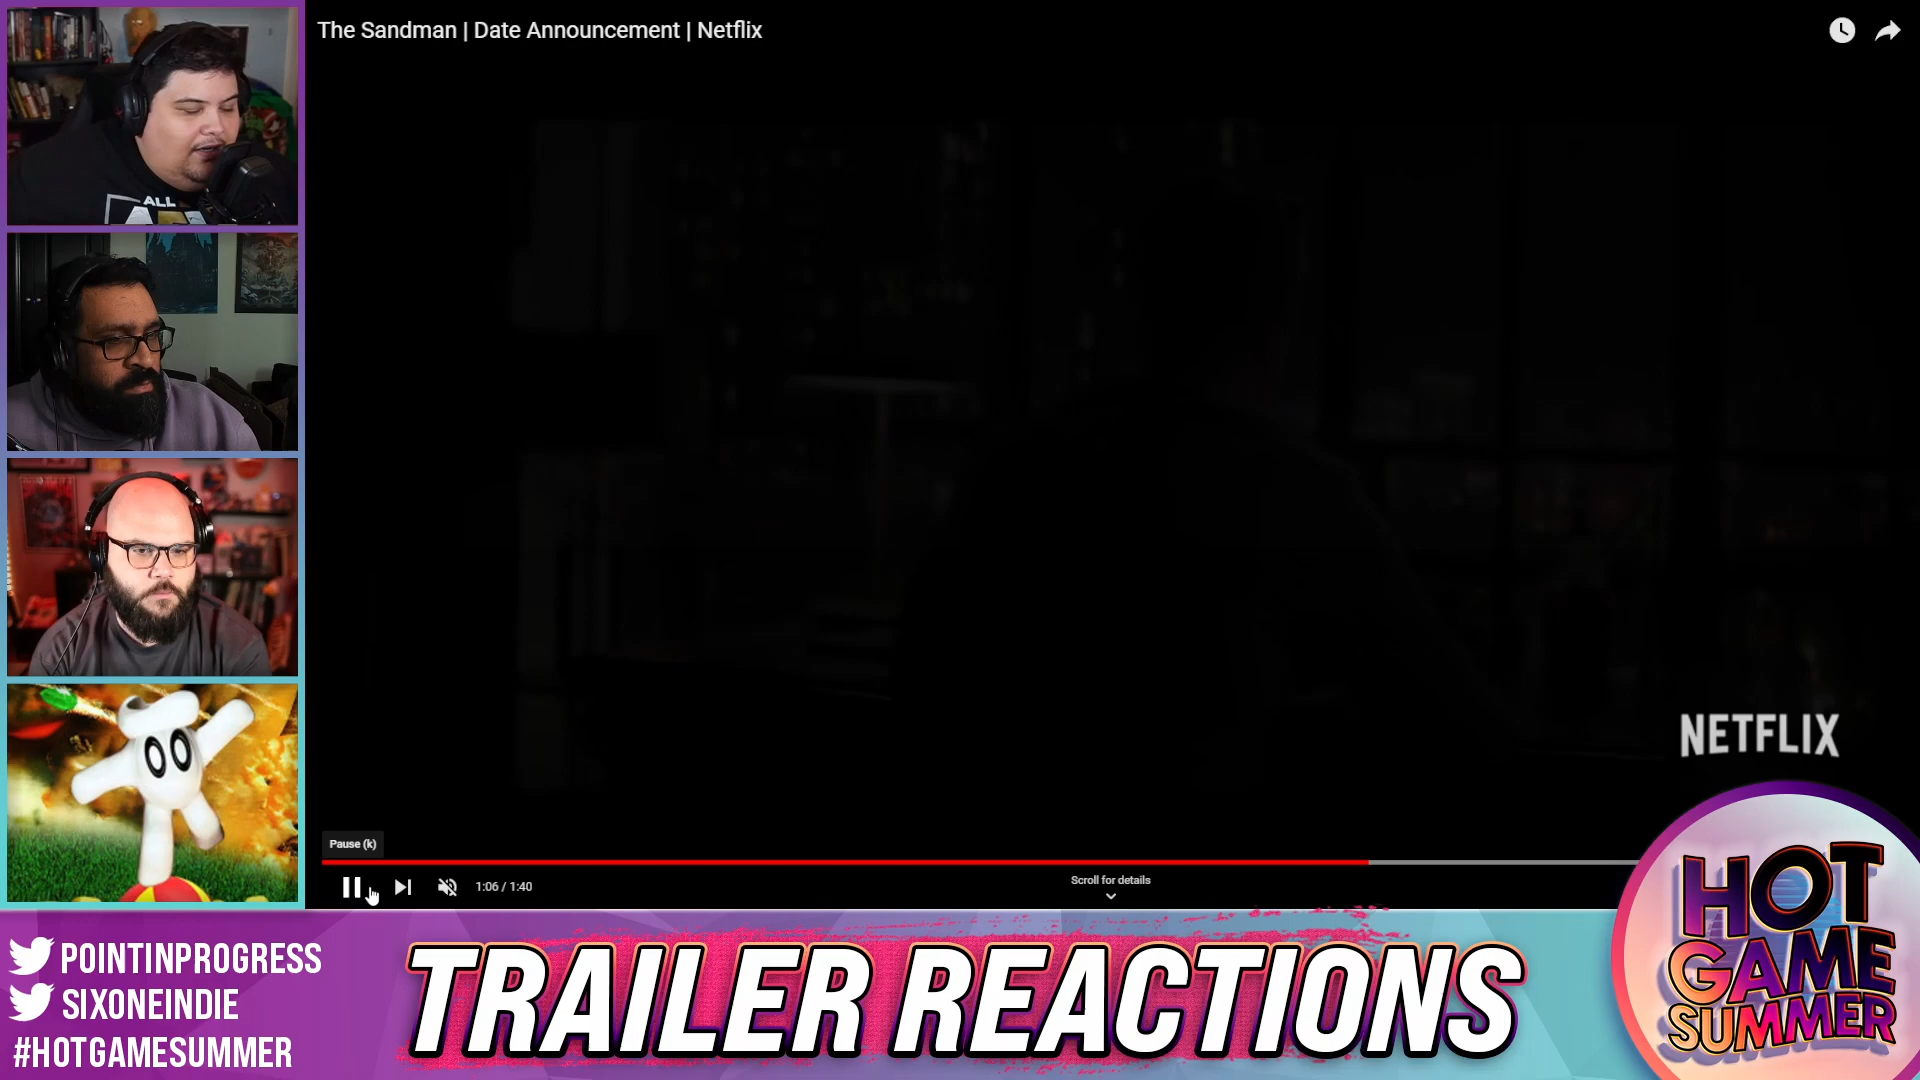 The Sandman | Date Announcement | Netflix
ALL
NETFLIX
Pause (k)
1:06 / 1:40
Scroll for details
POINTINPROGRESS
SIXONEINDIE
#HOTGAMESUMMER
TRAILER REACTIONS
HOT
GAME
SUMMER